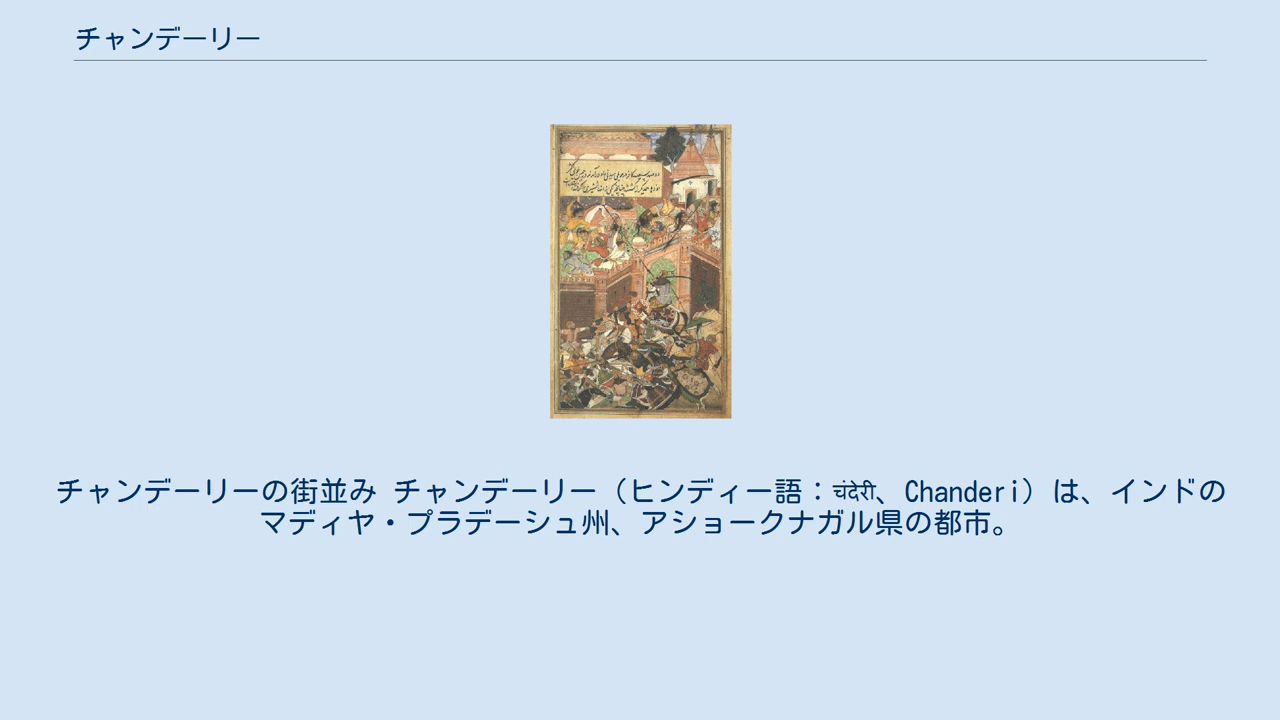 チャンデーリー
チャンデーリーの街並み チャンデーリー（ヒンディー語：चंदेरी、Chanderi）は、インドの
マディヤ・プラデーシュ州、アショークナガル県の都市。